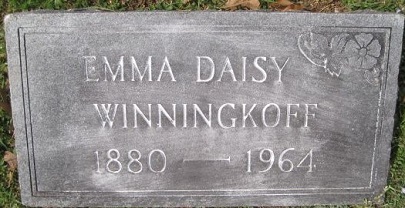 EMMA DAISY
WINNINGKOFF
1880 — 1964